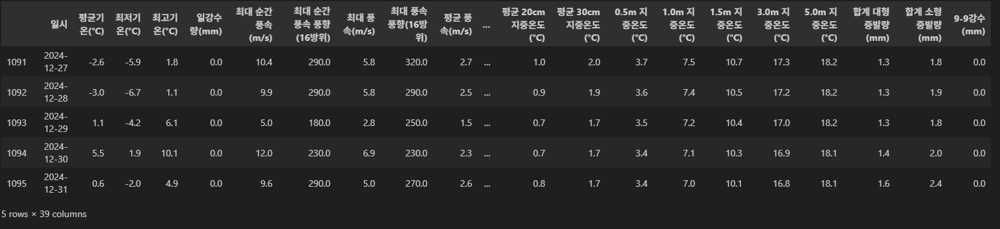 일시 평균기온(°C) 최저기온(°C) 최고기온(°C) 일강수량(mm) 최대 순간 풍속(m/s) 최대 순간 풍속 풍향(16방위) 최대 풍속(m/s) 최대 풍속 풍향(16방위) 평균 풍속(m/s) ... 평균 20cm 지중온도(°C) 평균 30cm 지중온도(°C) 0.5m 지중온도(°C) 1.0m 지중온도(°C) 1.5m 지중온도(°C) 3.0m 지중온도(°C) 5.0m 지중온도(°C) 합계 대형증발량(mm) 합계 소형증발량(mm) 9-9강수(mm)
1091 2024-12-27 -2.6 -5.9 1.8 0.0 10.4 290.0 5.8 320.0 2.7 ... 1.0 2.0 3.7 7.5 10.7 17.3 18.2 1.3 1.8 0.0
1092 2024-12-28 -3.0 -6.7 1.1 0.0 9.9 290.0 5.8 290.0 2.5 ... 0.9 1.9 3.6 7.4 10.5 17.2 18.2 1.3 1.9 0.0
1093 2024-12-29 1.1 -4.2 6.1 0.0 5.0 180.0 2.8 250.0 1.5 ... 0.7 1.7 3.5 7.2 10.4 17.0 18.2 1.3 1.8 0.0
1094 2024-12-30 5.5 1.9 10.1 0.0 12.0 230.0 6.9 230.0 2.3 ... 0.7 1.7 3.4 7.1 10.3 16.9 18.1 1.4 2.0 0.0
1095 2024-12-31 0.6 -2.0 4.9 0.0 9.6 290.0 5.0 270.0 2.6 ... 0.8 1.7 3.4 7.0 10.1 16.8 18.1 1.6 2.4 0.0
5 rows × 39 columns